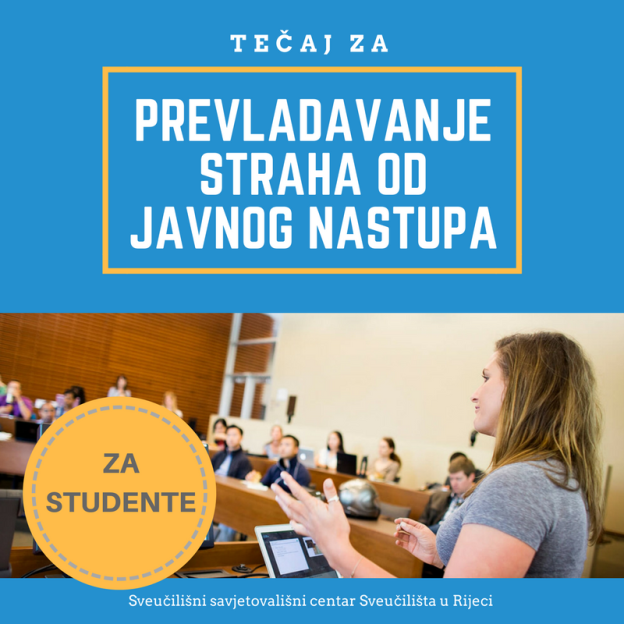 TEČAJ ZA
PREVLADAVANJE
STRAHA OD
JAVNOG NASTUPA
ZA
STUDENTE
Sveučilišni savjetovališni centar Sveučilišta u Rijeci